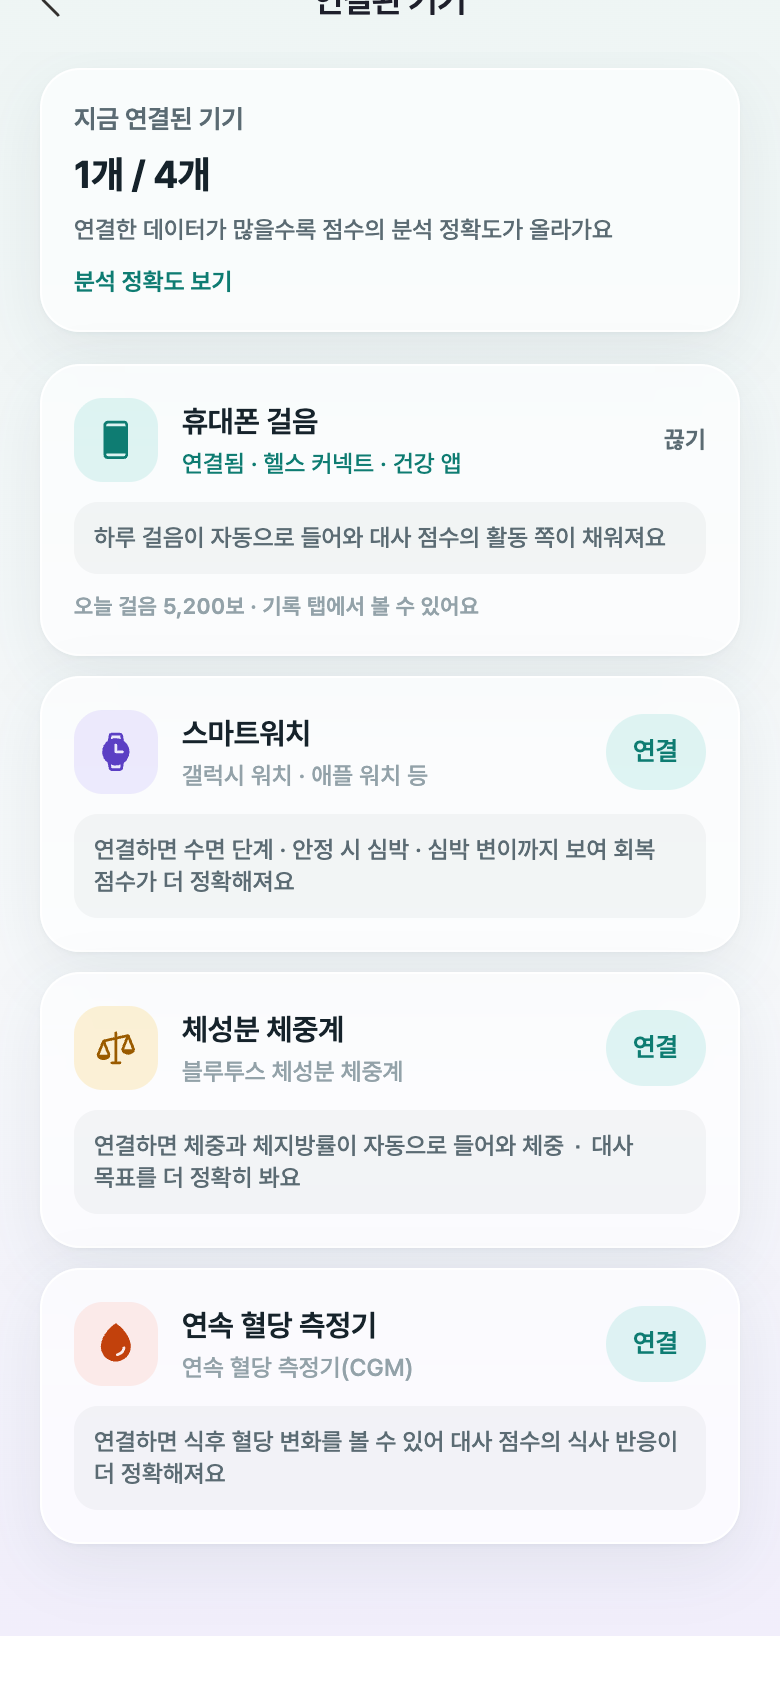 연결된 기기
지금 연결된 기기
1개 / 4개
연결한 데이터가 많을수록 점수의 분석 정확도가 올라가요
분석 정확도 보기
휴대폰 걸음
연결됨 · 헬스 커넥트 · 건강 앱
끊기
하루 걸음이 자동으로 들어와 대사 점수의 활동 쪽이 채워져요
오늘 걸음 5,200보 · 기록 탭에서 볼 수 있어요
스마트워치
갤럭시 워치 · 애플 워치 등
연결
연결하면 수면 단계 · 안정 시 심박 · 심박 변이까지 보여 회복
점수가 더 정확해져요
체성분 체중계
블루투스 체성분 체중계
연결
연결하면 체중과 체지방률이 자동으로 들어와 체중 · 대사
목표를 더 정확히 봐요
연속 혈당 측정기
연속 혈당 측정기(CGM)
연결
연결하면 식후 혈당 변화를 볼 수 있어 대사 점수의 식사 반응이
더 정확해져요